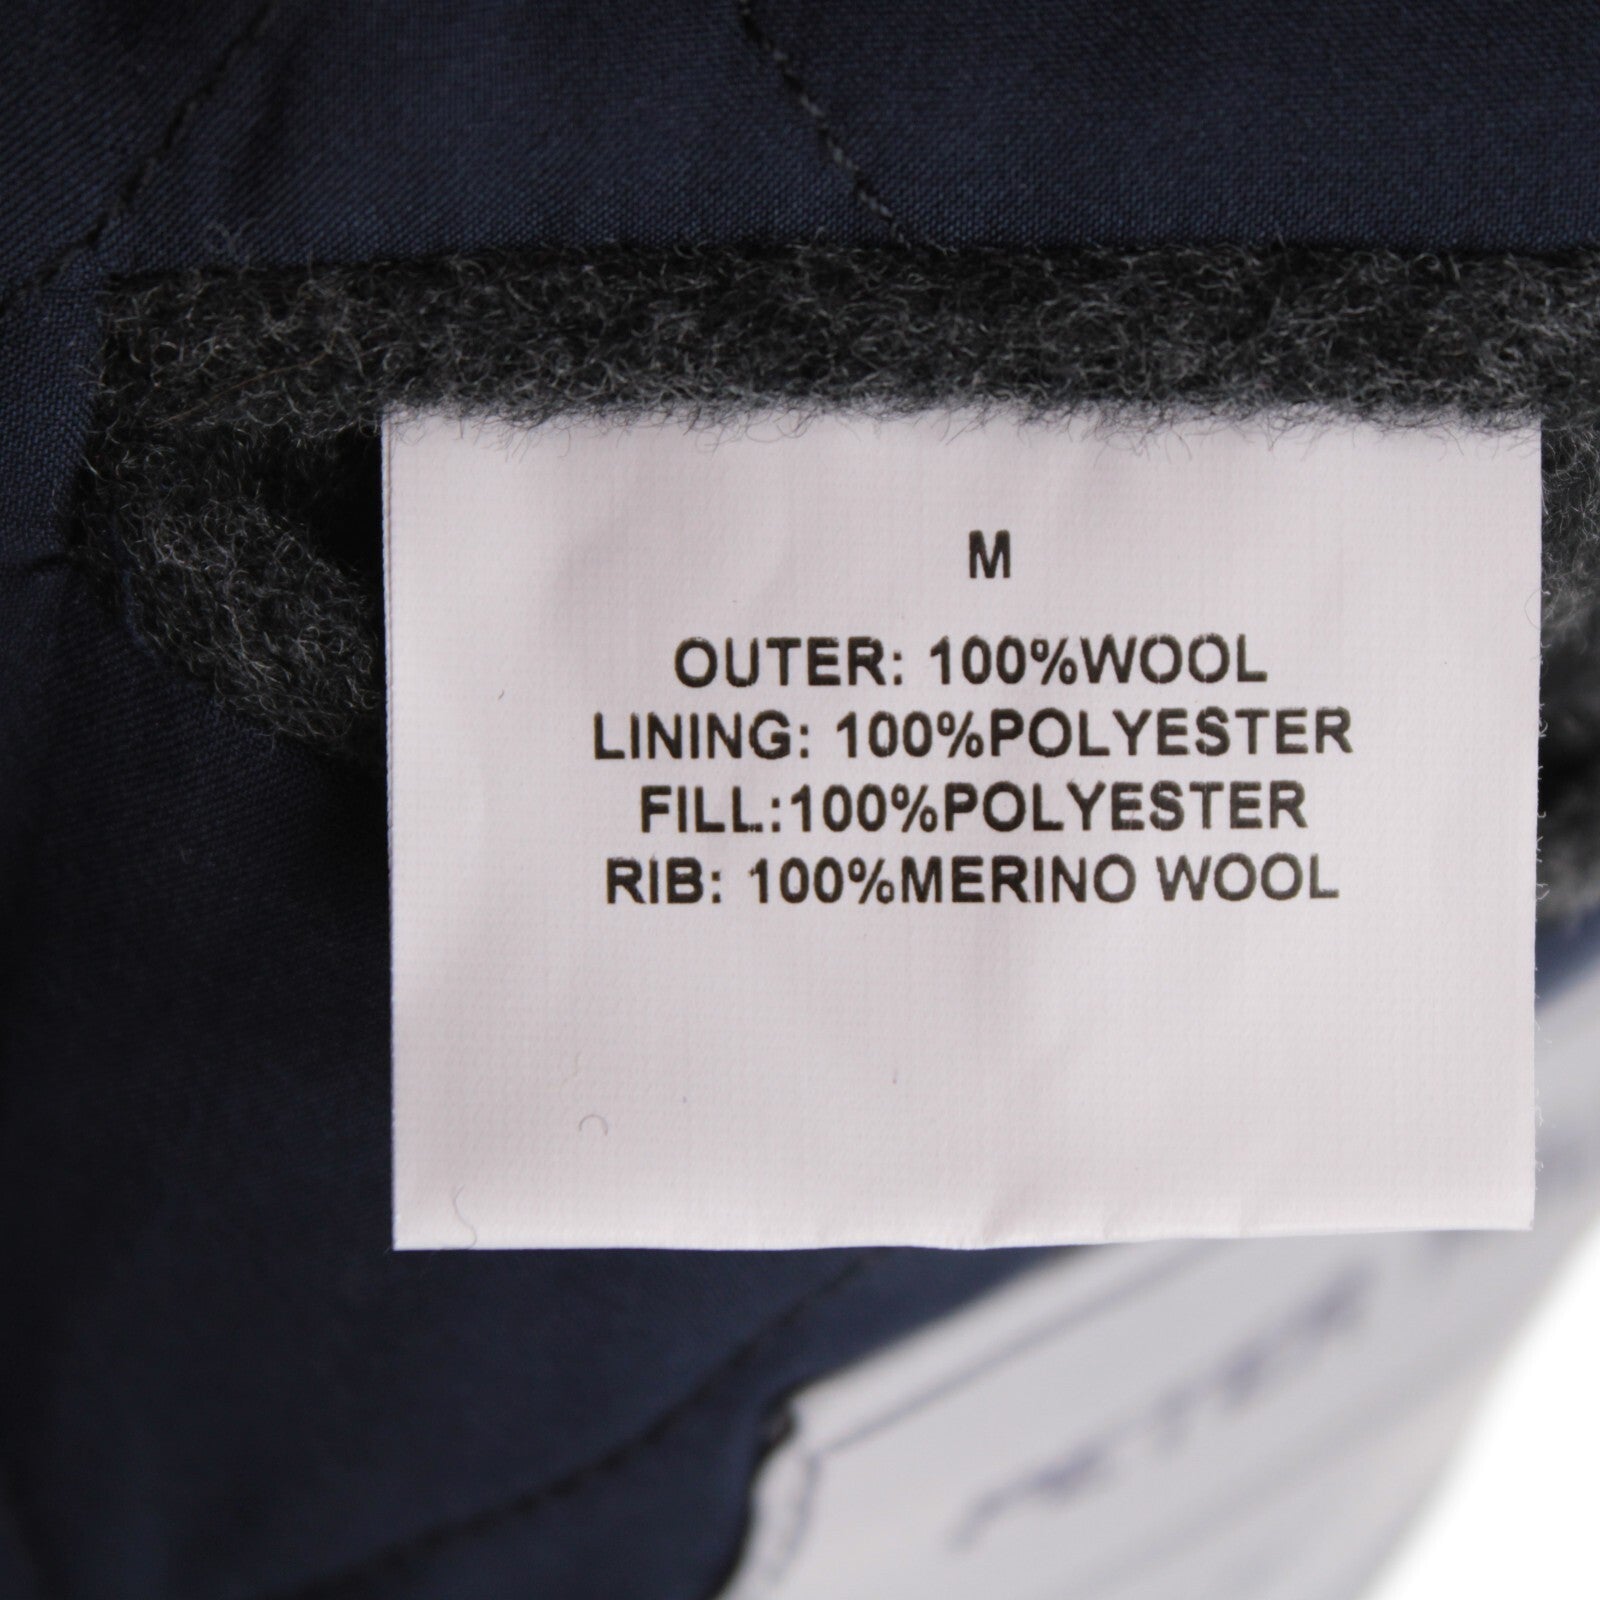 M
OUTER: 100%WOOL
LINING: 100%POLYESTER
FILL:100%POLYESTER
RIB: 100%MERINO WOOL